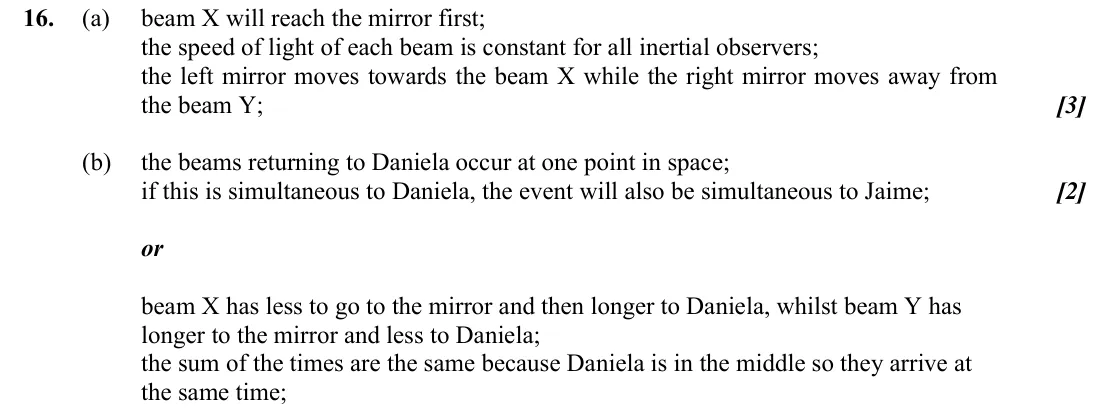 16. (a) beam X will reach the mirror first;
the speed of light of each beam is constant for all inertial observers;
the left mirror moves towards the beam X while the right mirror moves away from
the beam Y; [3]
(b) the beams returning to Daniela occur at one point in space;
if this is simultaneous to Daniela, the event will also be simultaneous to Jaime; [2]
or
beam X has less to go to the mirror and then longer to Daniela, whilst beam Y has
longer to the mirror and less to Daniela;
the sum of the times are the same because Daniela is in the middle so they arrive at
the same time;